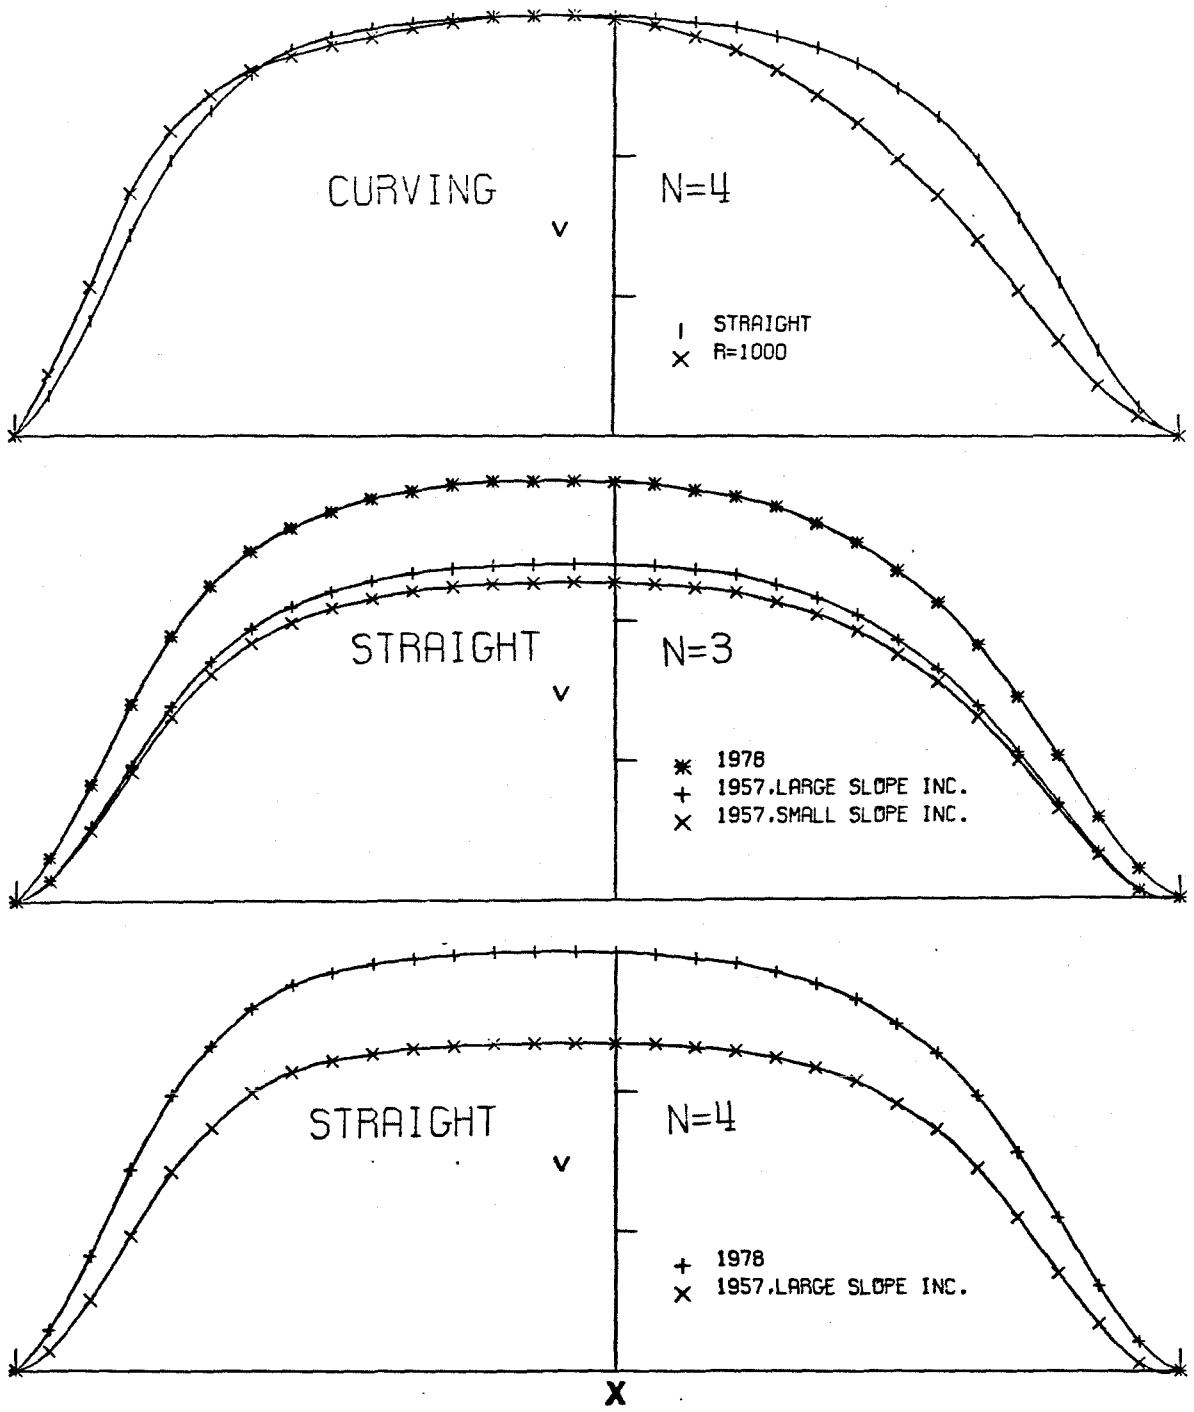 CURVING N=4
V
STRAIGHT
R=1000
STRAIGHT N=3
V
1978
1957.LARGE SLOPE INC.
1957.SMALL SLOPE INC.
STRAIGHT N=4
V
1978
1957.LARGE SLOPE INC.
X